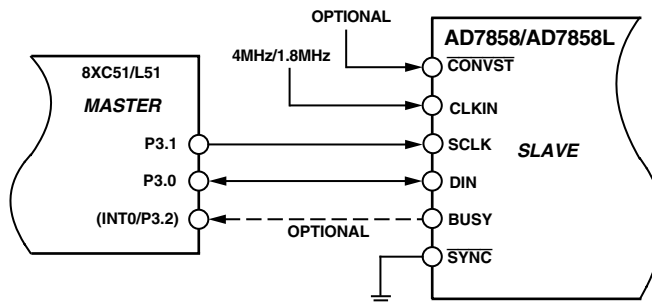 OPTIONAL
AD7858/AD7858L
4MHz/1.8MHz
CONVST
8XC51/L51
MASTER
CLKIN
P3.1
SCLK
SLAVE
P3.0
DIN
(INT0/P3.2)
BUSY
OPTIONAL
SYNC